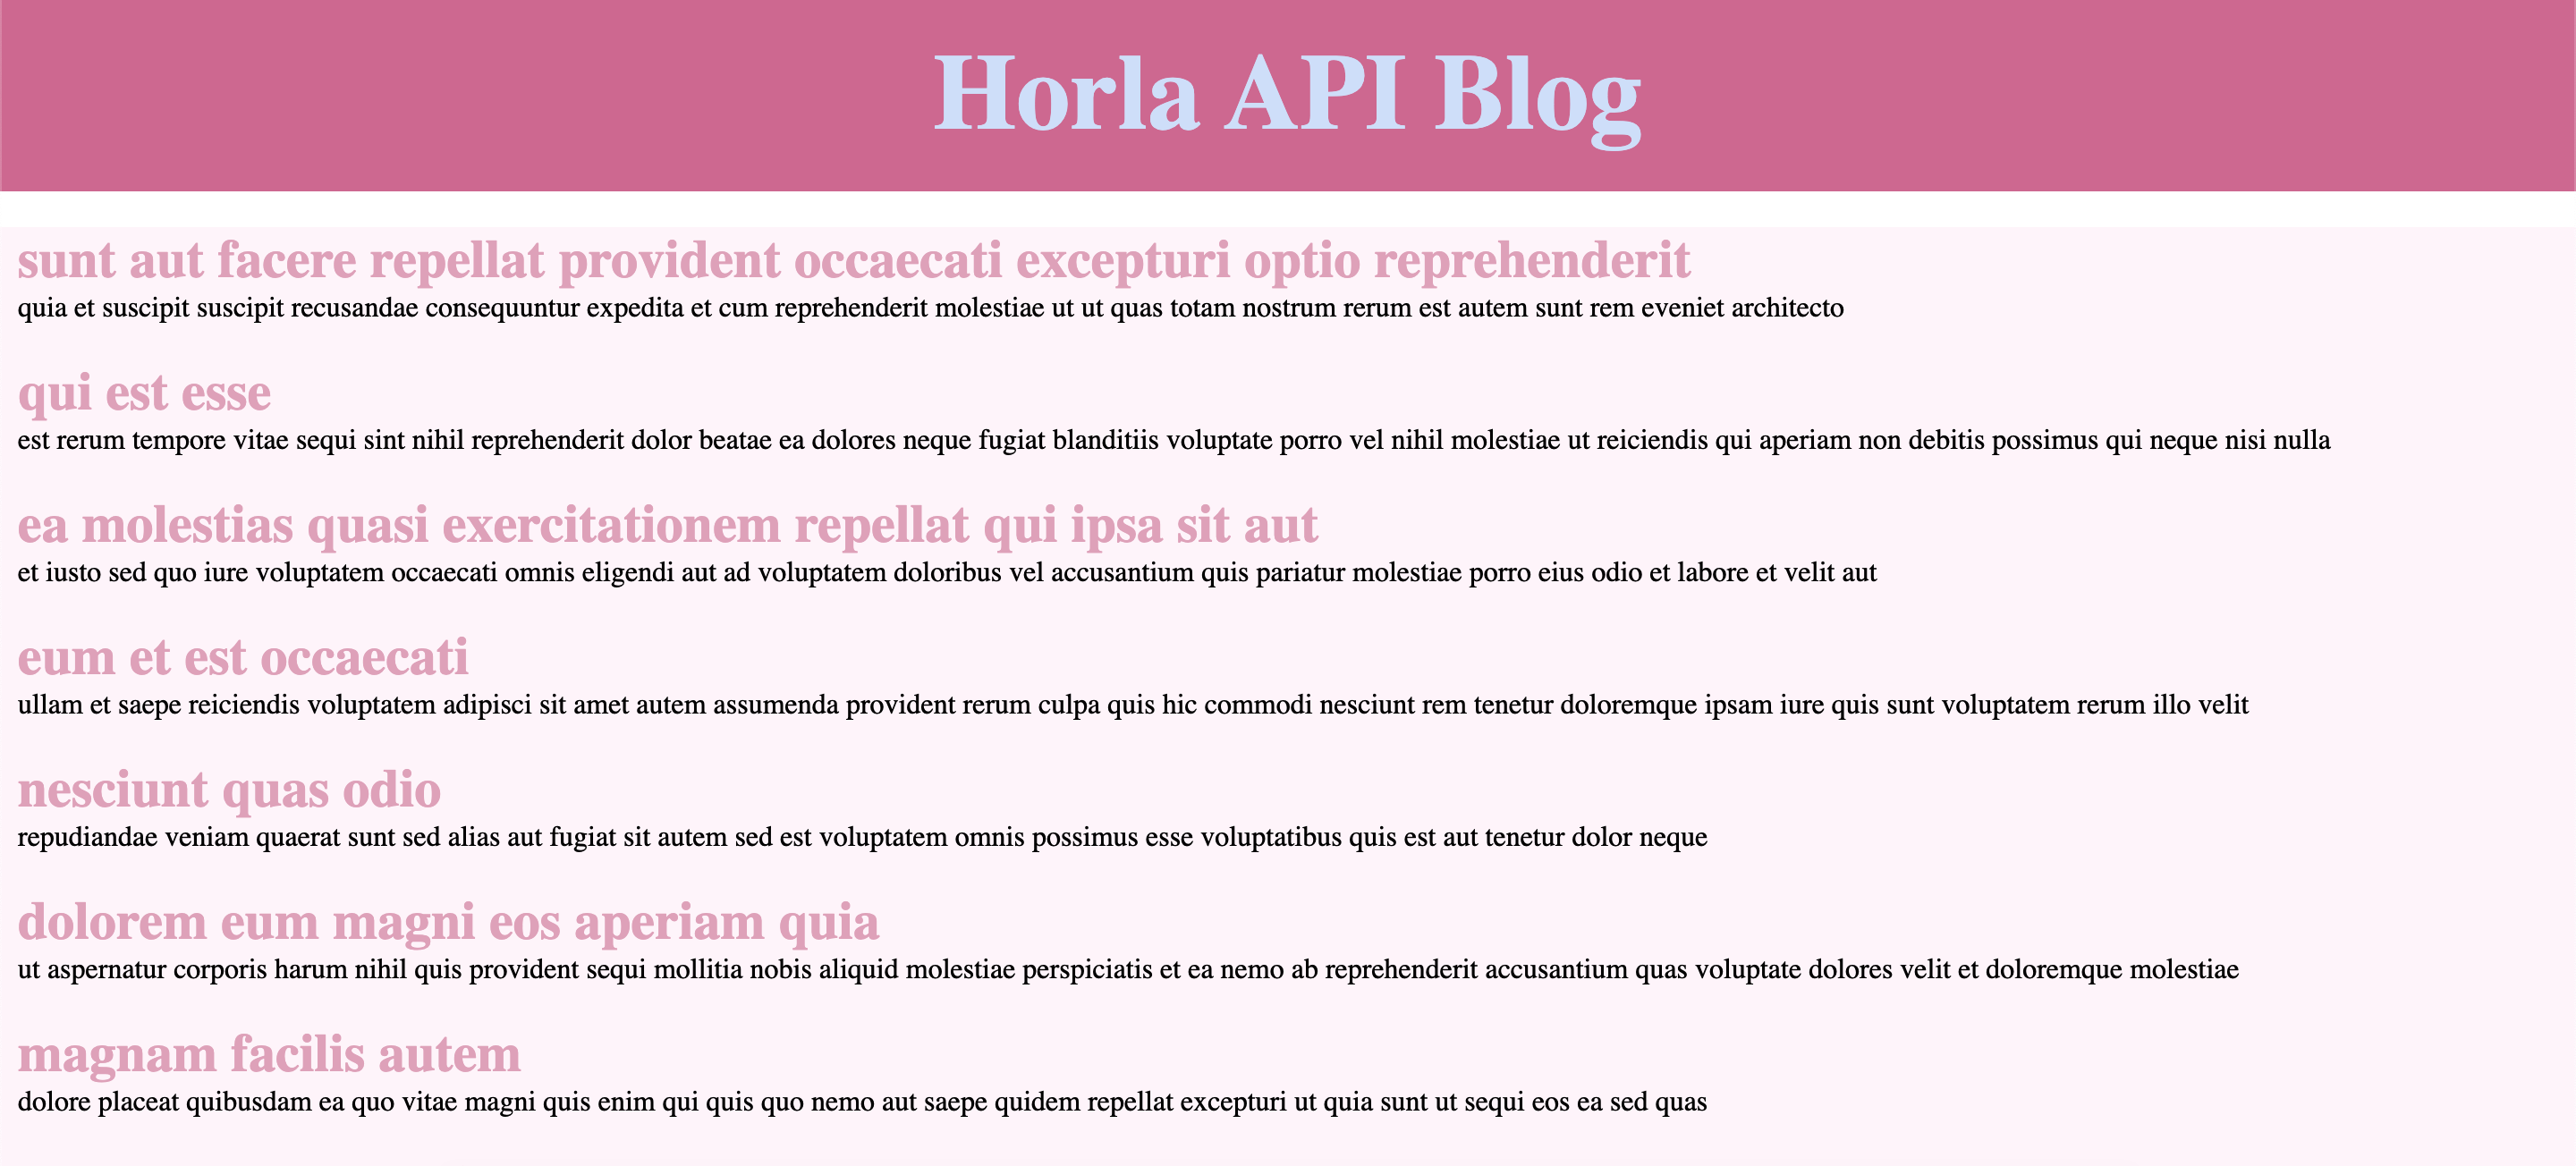 Horla API Blog
sunt aut facere repellat provident occaecati excepturi optio reprehenderit
quia et suscipit suscipit recusandae consequuntur expedita et cum reprehenderit molestiae ut ut quas totam nostrum rerum est autem sunt rem eveniet architecto
qui est esse
est rerum tempore vitae sequi sint nihil reprehenderit dolor beatae ea dolores neque fugiat blanditiis voluptate porro vel nihil molestiae ut reiciendis qui aperiam non debitis possimus qui neque nisi nulla
ea molestias quasi exercitationem repellat qui ipsa sit aut
et iusto sed quo iure voluptatem occaecati omnis eligendi aut ad voluptatem doloribus vel accusantium quis pariatur molestiae porro eius odio et labore et velit aut
eum et est occaecati
ullam et saepe reiciendis voluptatem adipisci sit amet autem assumenda provident rerum culpa quis hic commodi nesciunt rem tenetur doloremque ipsam iure quis sunt voluptatem rerum illo velit
nesciunt quas odio
repudiandae veniam quaerat sunt sed alias aut fugiat sit autem sed est voluptatem omnis possimus esse voluptatibus quis est aut tenetur dolor neque
dolorem eum magni eos aperiam quia
ut aspernatur corporis harum nihil quis provident sequi mollitia nobis aliquid molestiae perspiciatis et ea nemo ab reprehenderit accusantium quas voluptate dolores velit et doloremque molestiae
magnam facilis autem
dolore placeat quibusdam ea quo vitae magni quis enim qui quis quo nemo aut saepe quidem repellat excepturi ut quia sunt ut sequi eos ea sed quas